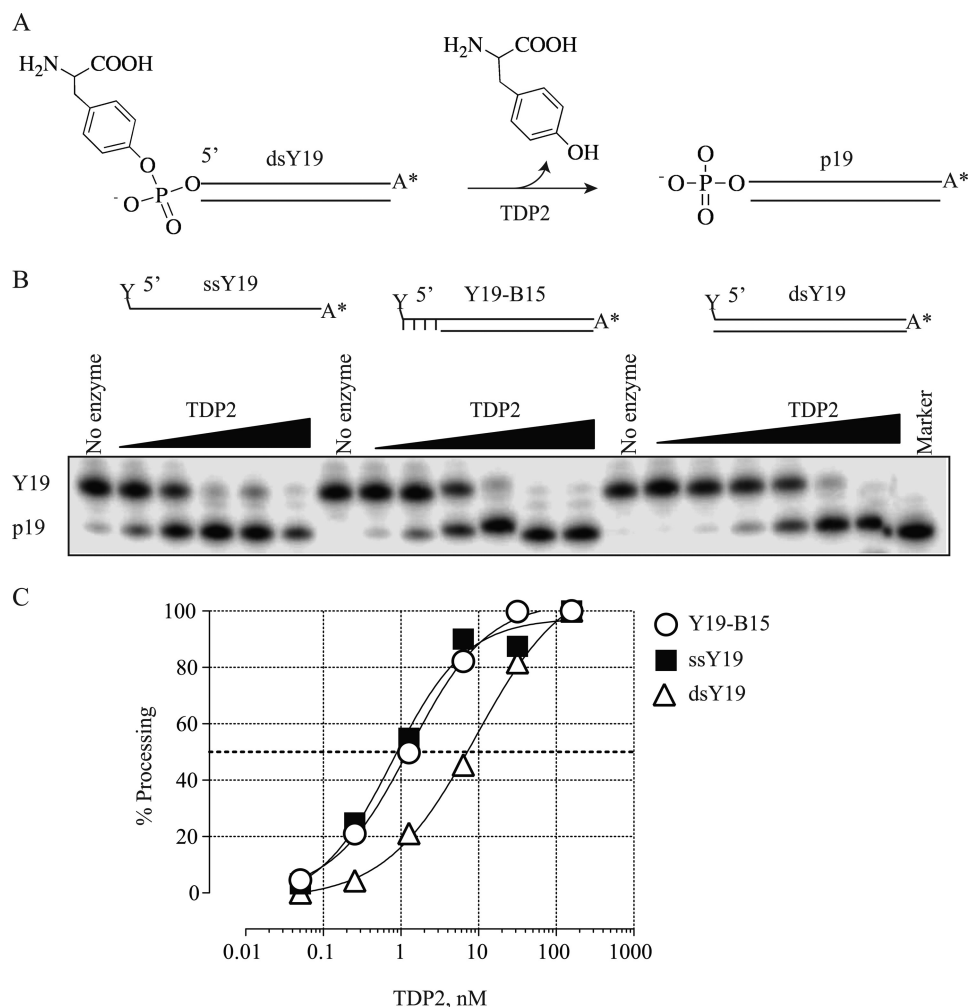 A
H₂N COOH
O
5' dsY19
⁻O P O A*
O
H₂N COOH
OH
TDP2
O p19
⁻O P O A*
O
B
Y 5' ssY19 A*
Y 5' Y19-B15 A*
Y 5' dsY19 A*
No enzyme TDP2 No enzyme TDP2 No enzyme TDP2 Marker
Y19
p19
C
% Processing
100
80
60
40
20
0
0.01 0.1 1 10 100 1000
TDP2, nM
Y19-B15
ssY19
dsY19